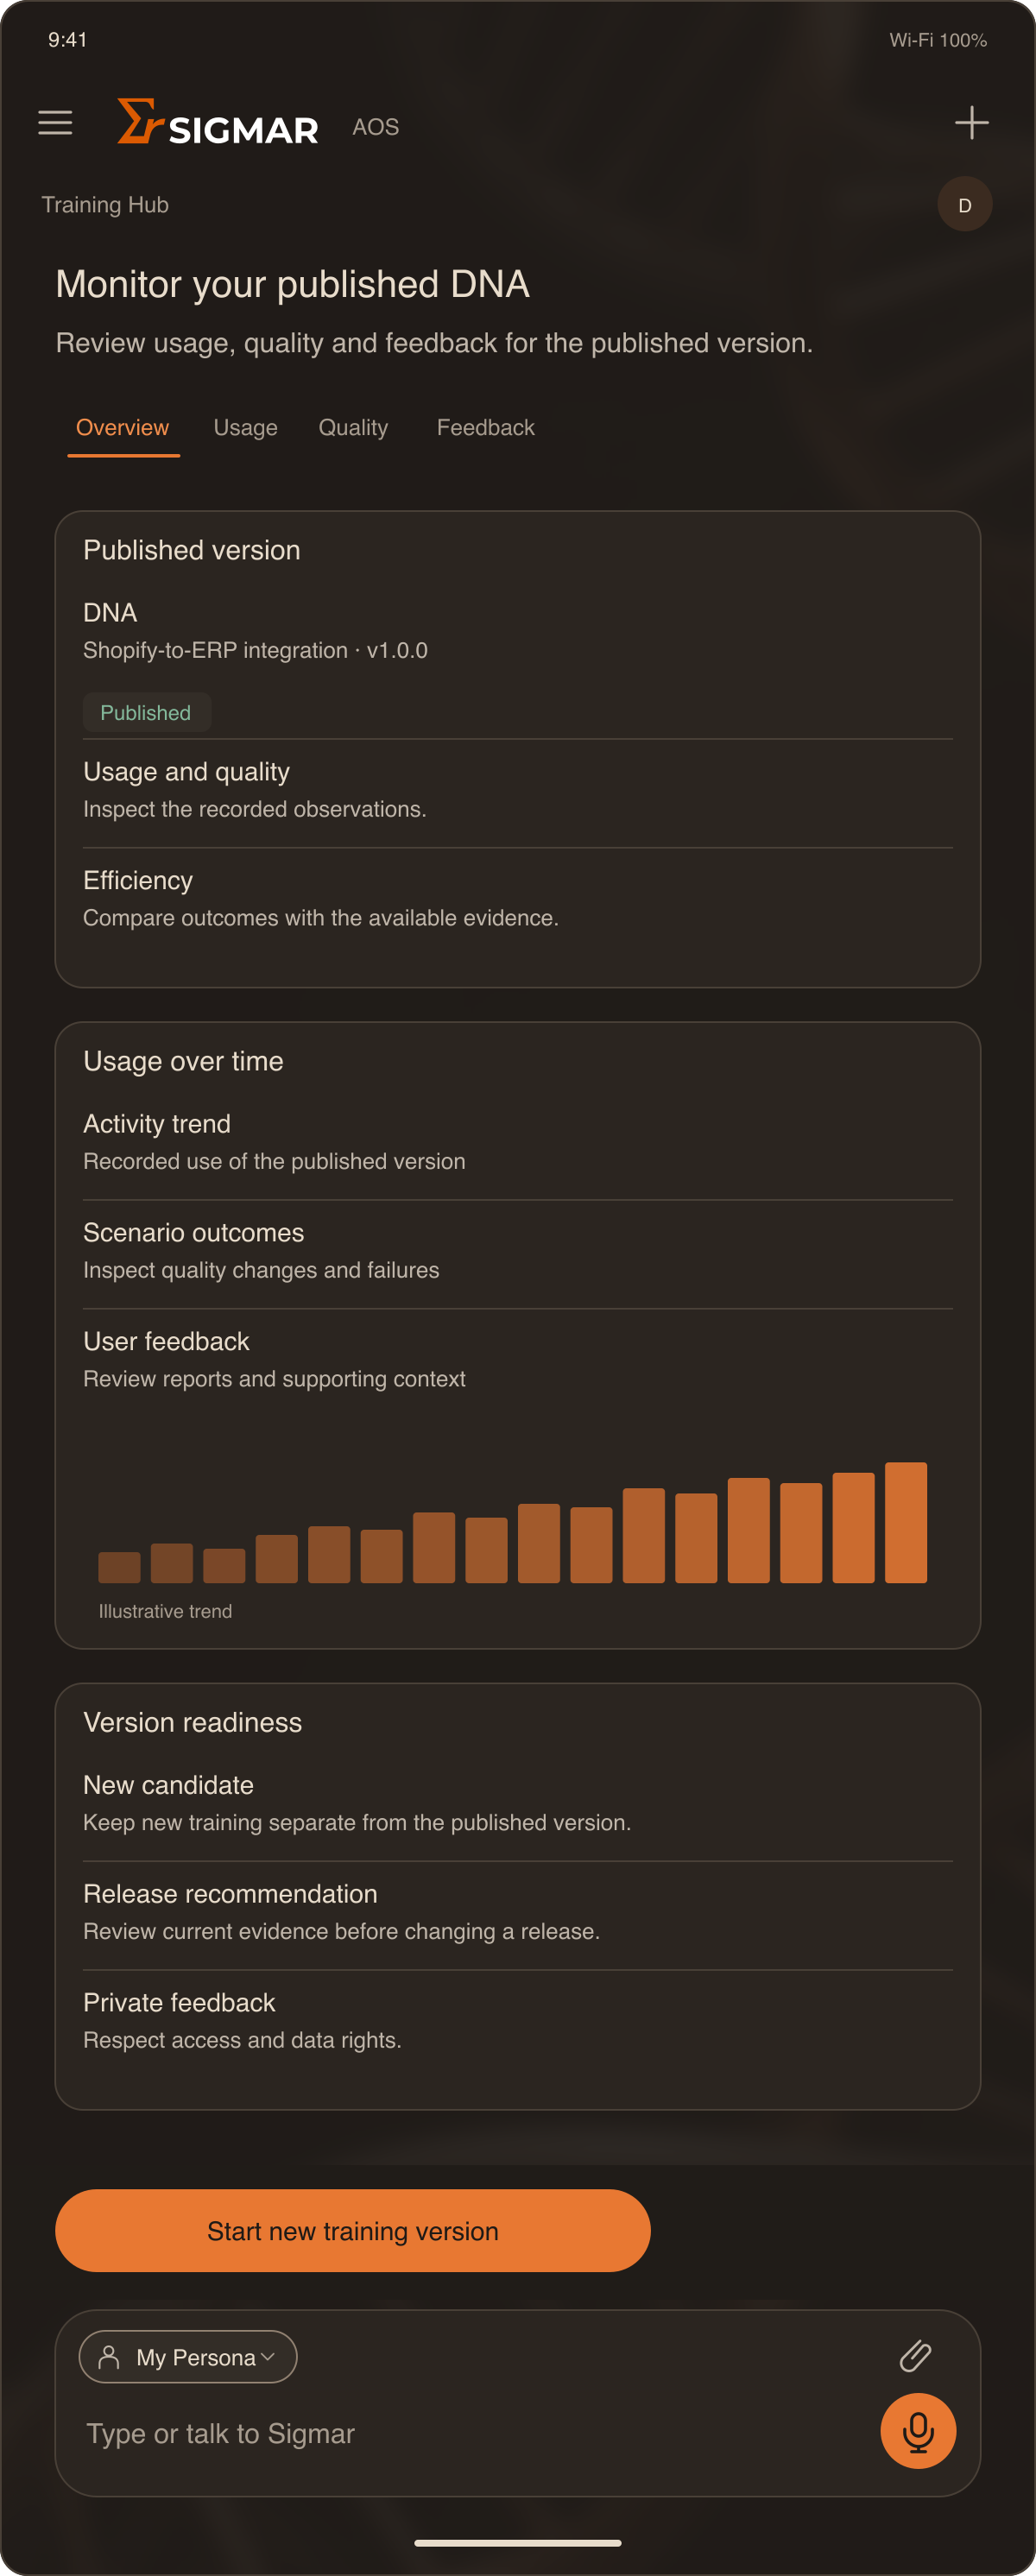 9:41
Wi-Fi 100%
Σr SIGMAR AOS
Training Hub
D
Monitor your published DNA
Review usage, quality and feedback for the published version.
Overview Usage Quality Feedback
Published version
DNA
Shopify-to-ERP integration · v1.0.0
Published
Usage and quality
Inspect the recorded observations.
Efficiency
Compare outcomes with the available evidence.
Usage over time
Activity trend
Recorded use of the published version
Scenario outcomes
Inspect quality changes and failures
User feedback
Review reports and supporting context
Illustrative trend
Version readiness
New candidate
Keep new training separate from the published version.
Release recommendation
Review current evidence before changing a release.
Private feedback
Respect access and data rights.
Start new training version
My Persona
Type or talk to Sigmar